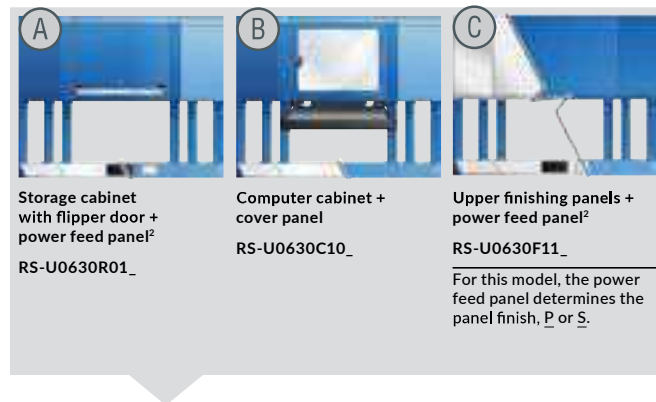 A
B
C
Storage cabinet
with flipper door +
power feed panel²
RS-U0630R01_
Computer cabinet +
cover panel
RS-U0630C10_
Upper finishing panels +
power feed panel²
RS-U0630F11_
For this model, the power
feed panel determines the
panel finish, P or S.